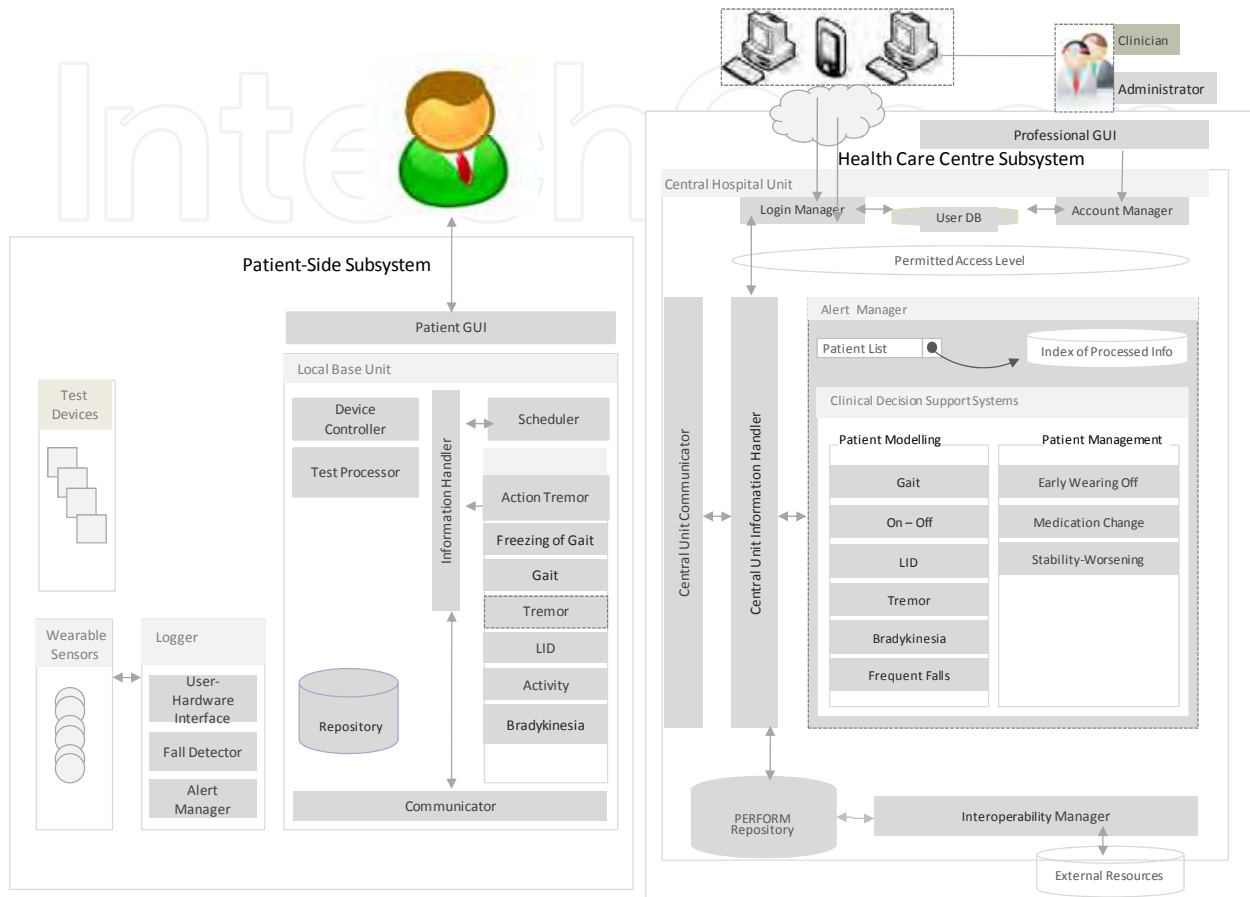 IntechOpen
Clinician
Administrator
Professional GUI
Health Care Centre Subsystem
Central Hospital Unit
Login Manager
User DB
Account Manager
Permitted Access Level
Patient-Side Subsystem
Patient GUI
Local Base Unit
Test
Devices
Device
Controller
Test Processor
Information Handler
Scheduler
Action Tremor
Freezing of Gait
Gait
Tremor
LID
Activity
Bradykinesia
Repository
Communicator
Wearable
Sensors
Logger
User-
Hardware
Interface
Fall Detector
Alert
Manager
Central Unit Communicator
Central Unit Information Handler
Alert Manager
Patient List
Index of Processed Info
Clinical Decision Support Systems
Patient Modelling
Gait
On – Off
LID
Tremor
Bradykinesia
Frequent Falls
Patient Management
Early Wearing Off
Medication Change
Stability-Worsening
PERFORM
Repository
Interoperability Manager
External Resources